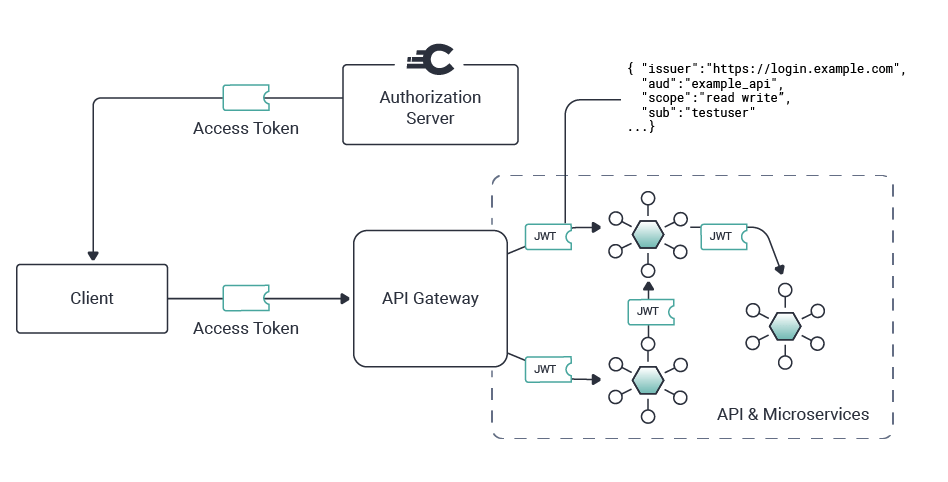 Authorization
Server
Access Token
{ "issuer":"https://login.example.com",
"aud":"example_api",
"scope":"read write”,
"sub":"testuser"
...}
Client
Access Token
API Gateway
JWT
JWT
JWT
JWT
API & Microservices